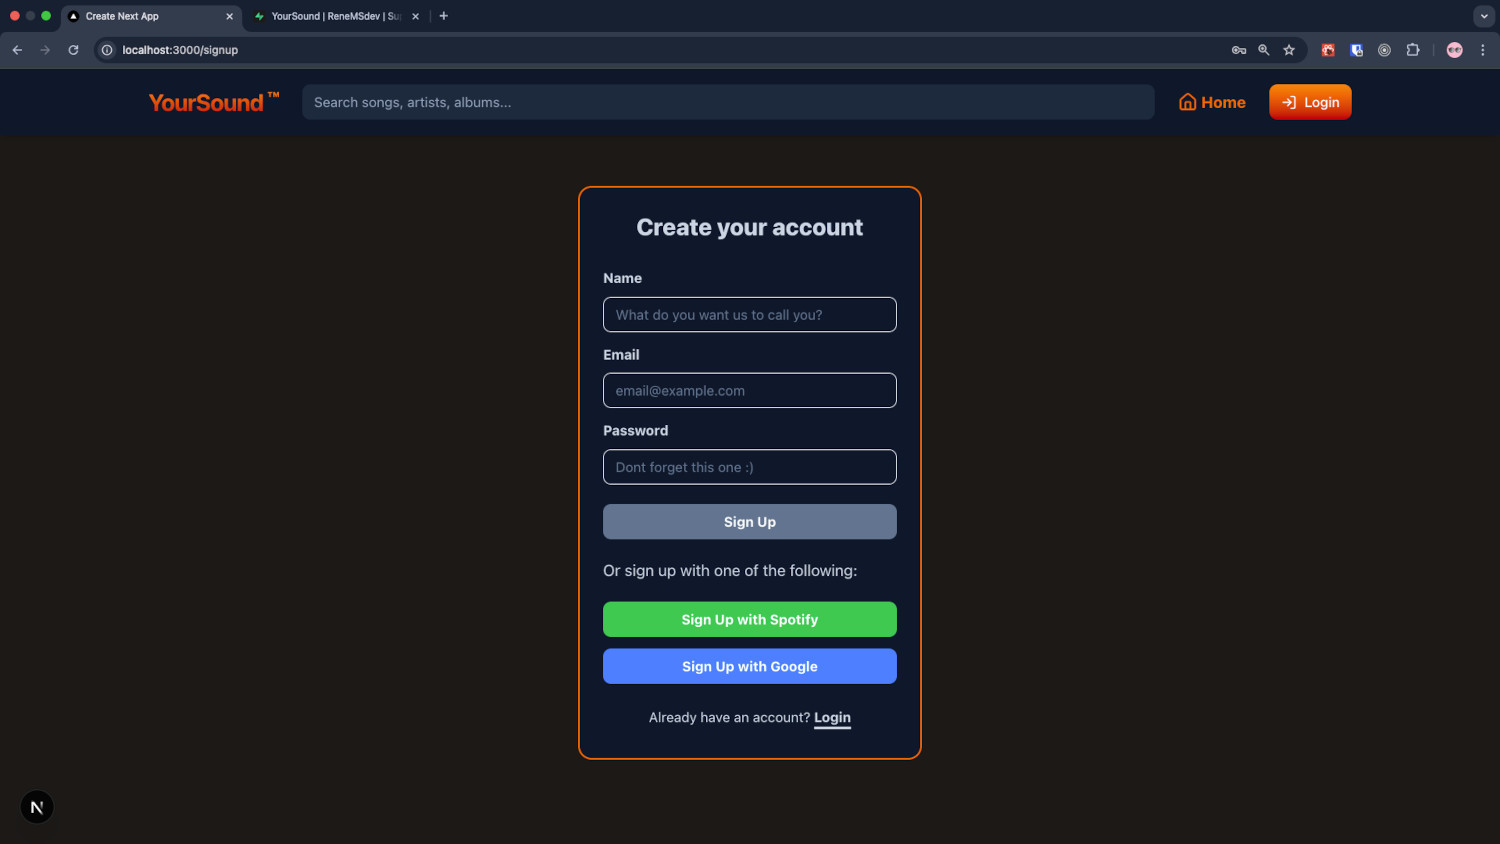 Create Next App
YourSound | ReneMSdev | Su
localhost:3000/signup
YourSound ™
Search songs, artists, albums...
Home
Login
Create your account
Name
What do you want us to call you?
Email
email@example.com
Password
Dont forget this one :)
Sign Up
Or sign up with one of the following:
Sign Up with Spotify
Sign Up with Google
Already have an account? Login
N